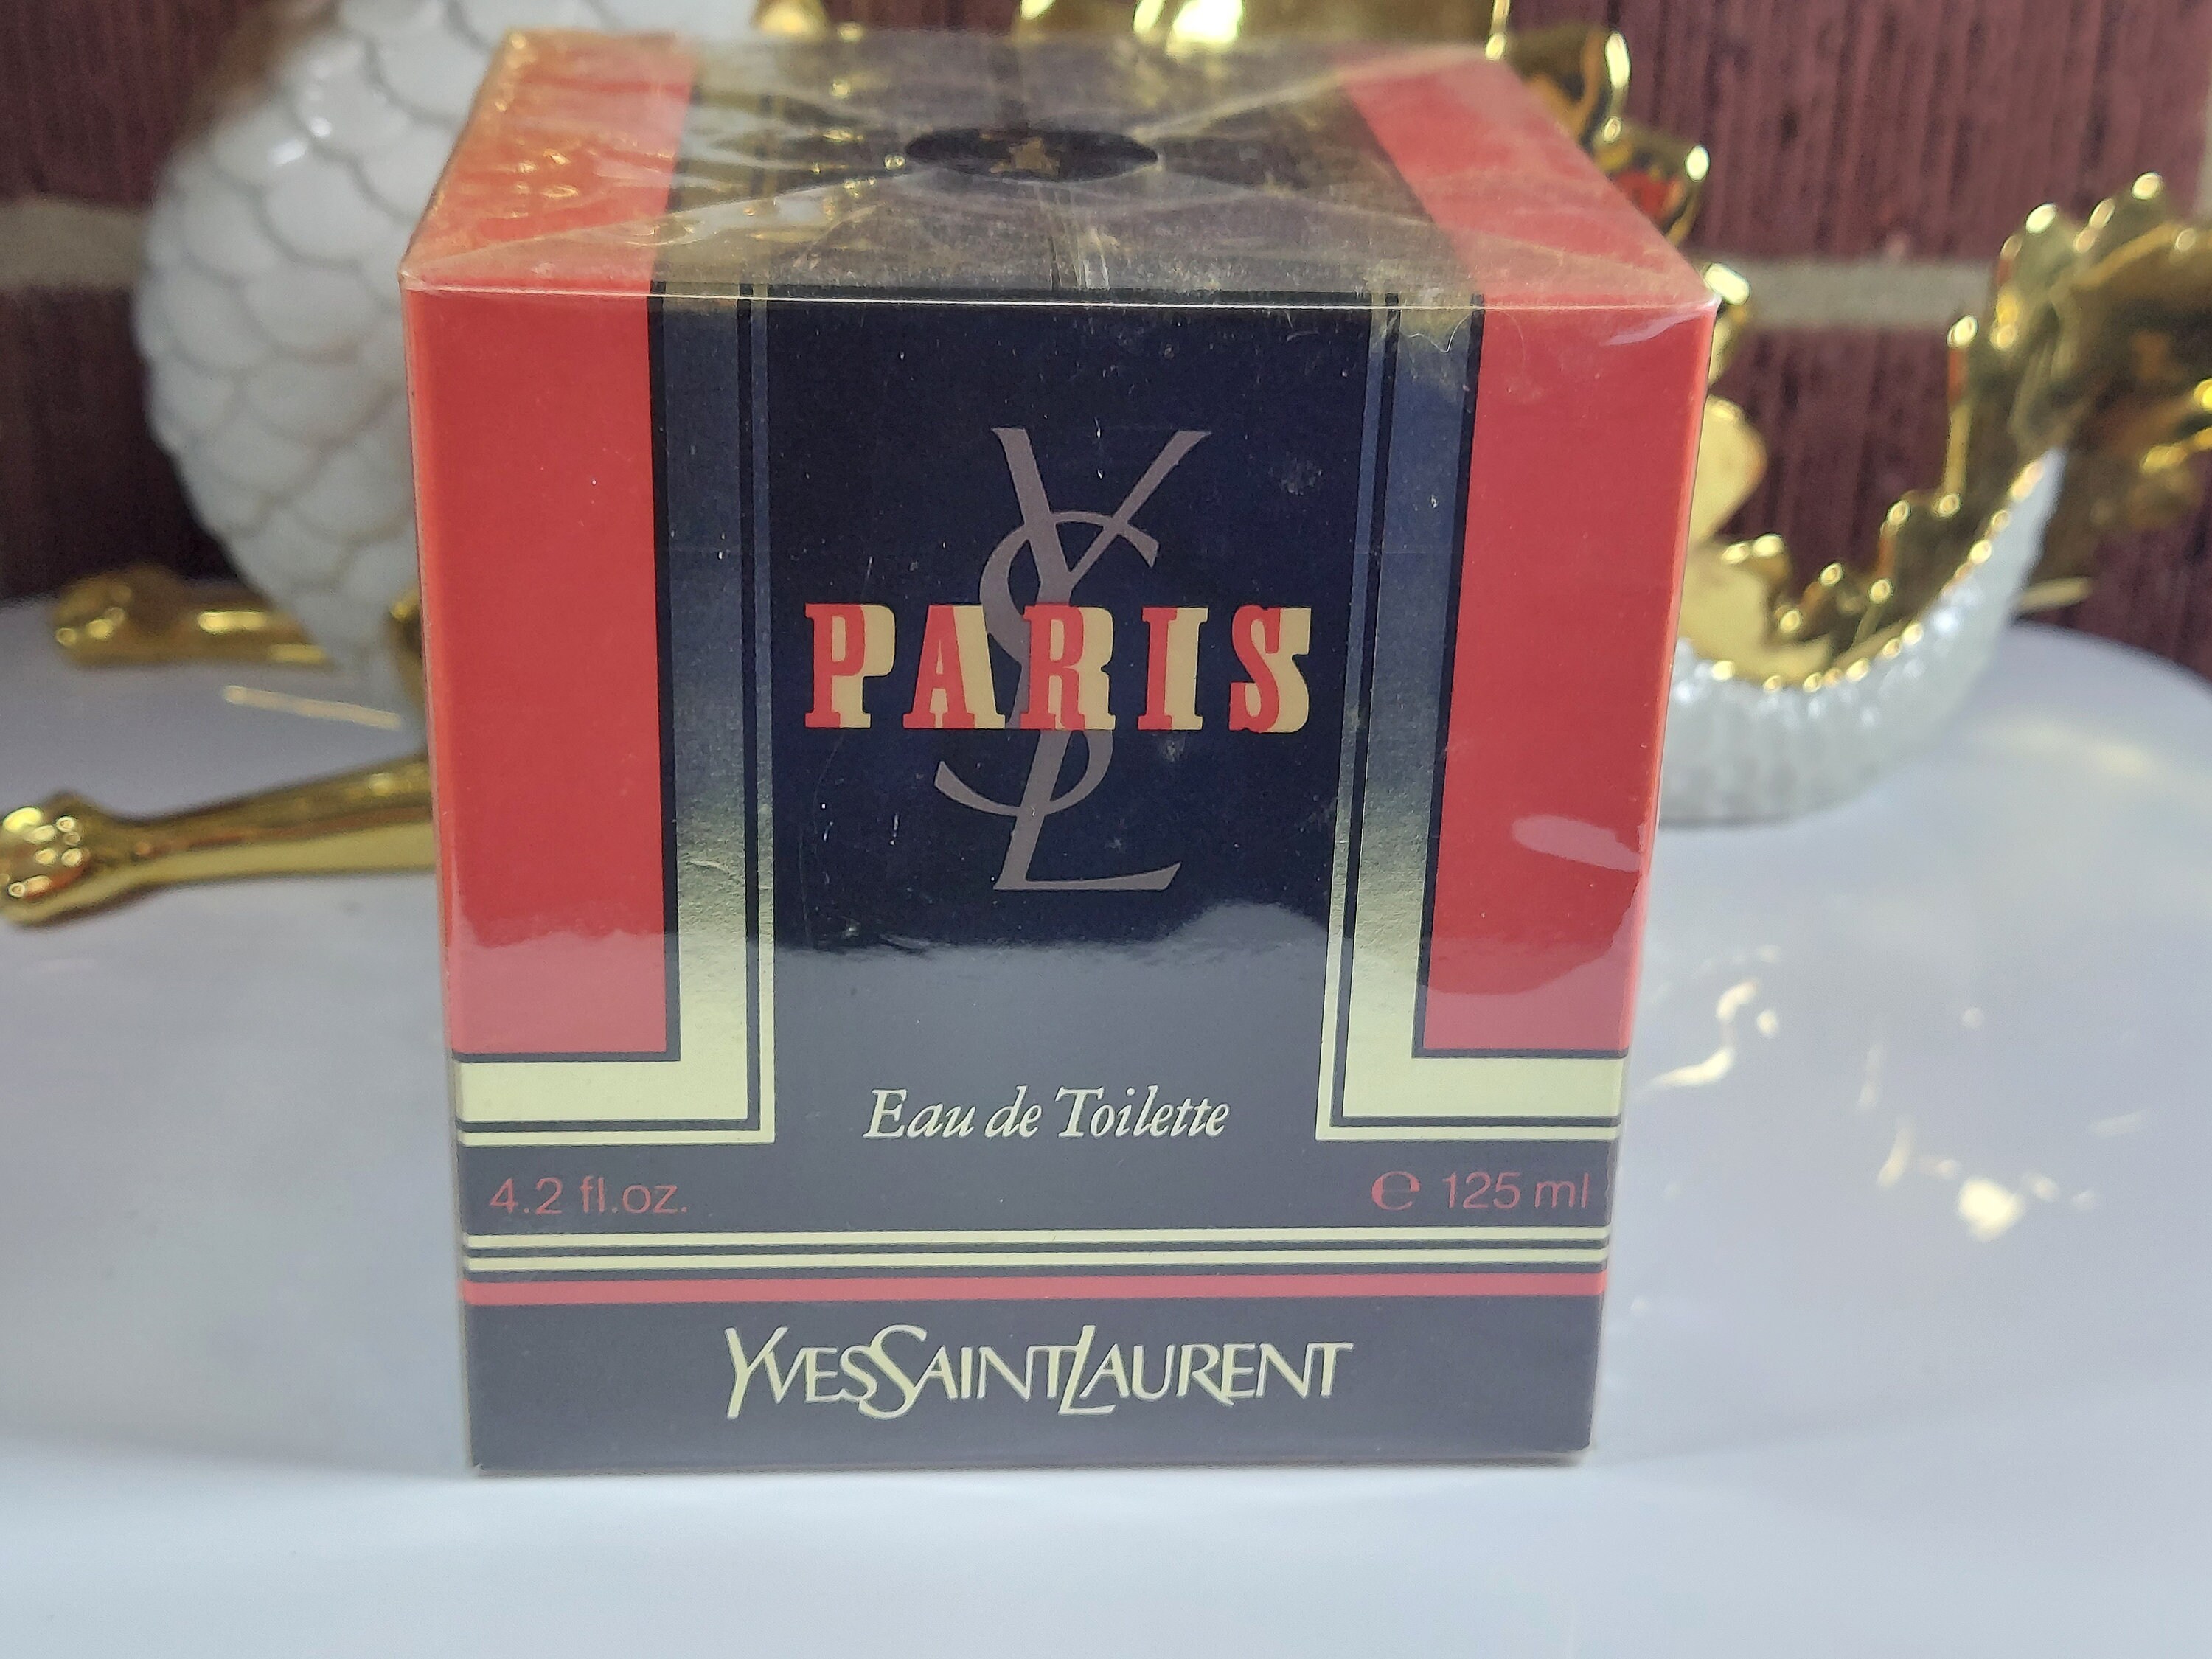 YSL
PARIS
Eau de Toilette
4.2 fl.oz. ℮ 125 ml
YVESSAINTLAURENT